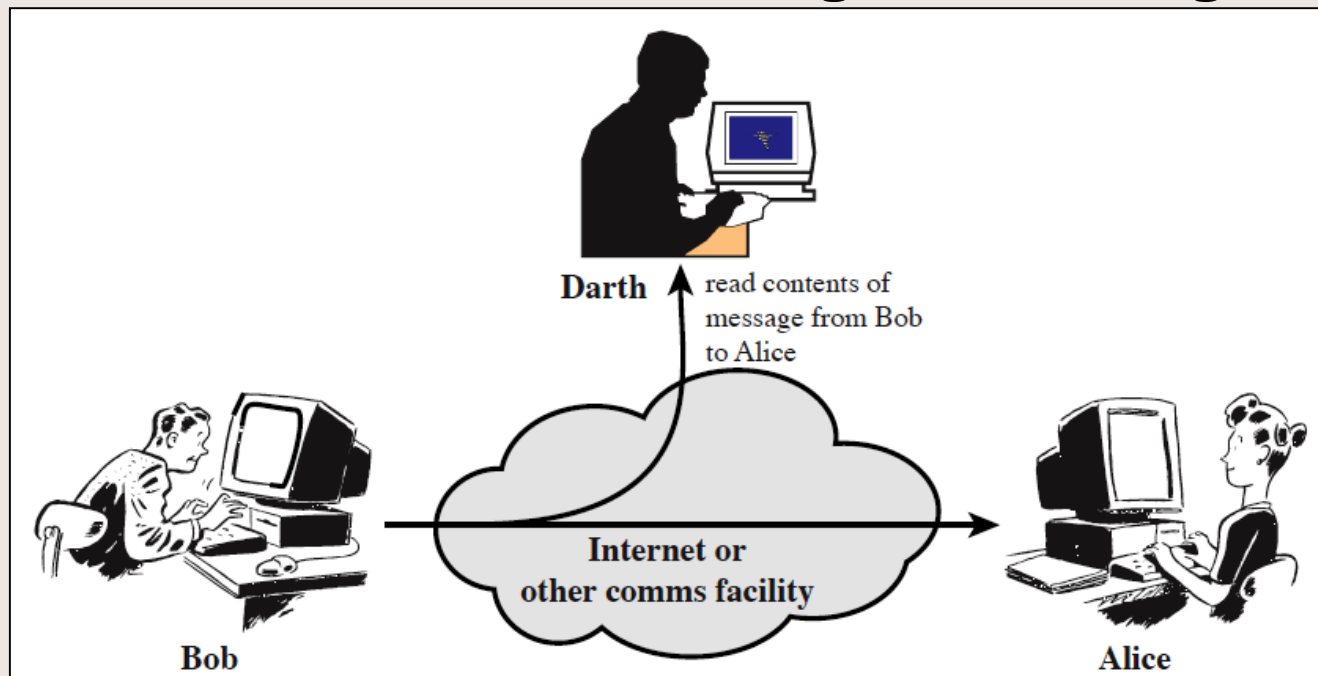 Darth
read contents of
message from Bob
to Alice
Internet or
other comms facility
Bob
Alice